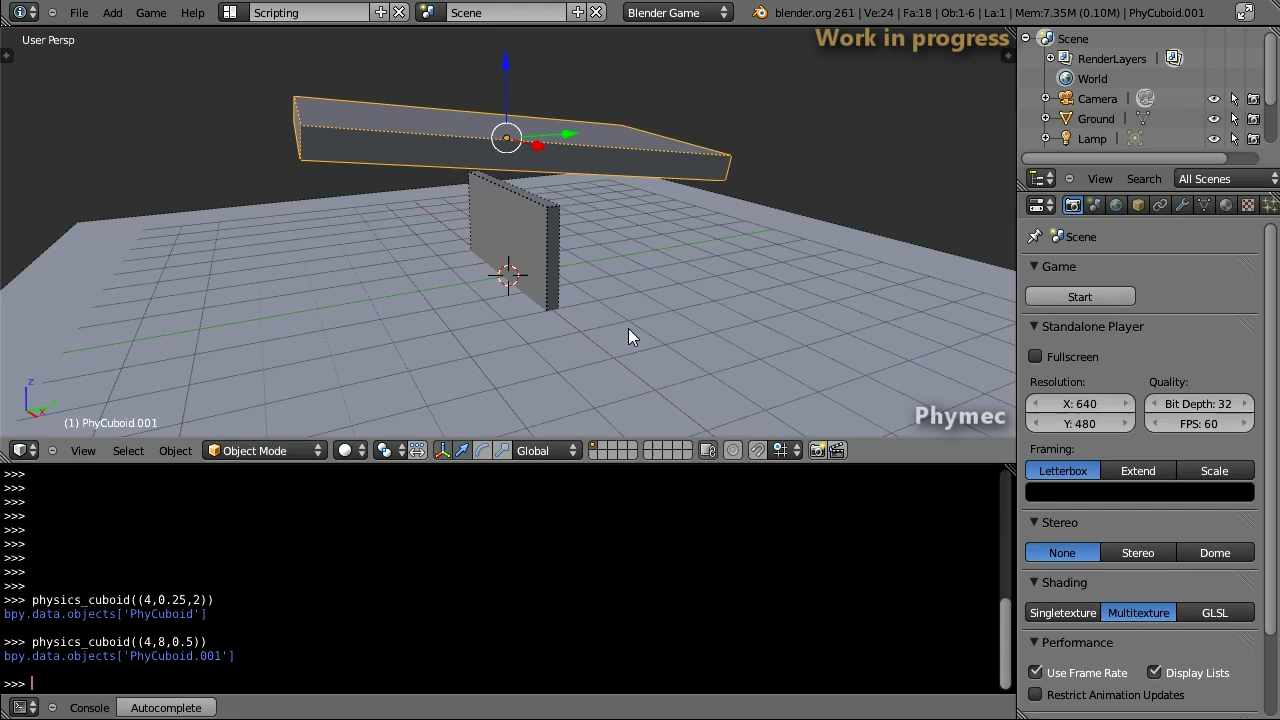 File Add Game Help Scripting Scene Blender Game blender.org 261 | Ve:24 | Fa:18 | Ob:1-6 | La:1 | Mem:7.35M (0.10M) | PhyCuboid.001
User Persp
Work in progress
z
y
x
(1) PhyCuboid.001
Phymec
View Select Object Object Mode Global
>>>
>>>
>>>
>>>
>>>
>>>
>>>
>>>
>>>
>>> physics_cuboid((4,0.25,2))
bpy.data.objects['PhyCuboid']
>>> physics_cuboid((4,8,0.5))
bpy.data.objects['PhyCuboid.001']
>>>
Console Autocomplete
Scene
RenderLayers
World
Camera
Ground
Lamp
View Search All Scenes
Scene
Game
Start
Standalone Player
Fullscreen
Resolution: Quality:
X: 640 Bit Depth: 32
Y: 480 FPS: 60
Framing:
Letterbox Extend Scale
Stereo
None Stereo Dome
Shading
Singletexture Multitexture GLSL
Performance
Use Frame Rate Display Lists
Restrict Animation Updates